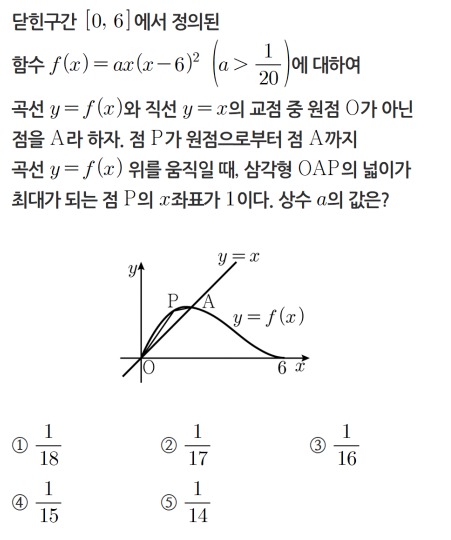 닫힌구간 [0, 6]에서 정의된
함수 f(x)=ax(x−6)² (a > 1/20)에 대하여
곡선 y=f(x)와 직선 y=x의 교점 중 원점 O가 아닌
점을 A라 하자. 점 P가 원점으로부터 점 A까지
곡선 y=f(x) 위를 움직일 때, 삼각형 OAP의 넓이가
최대가 되는 점 P의 x좌표가 1이다. 상수 a의 값은?
y=x
y
P
A
y=f(x)
O
6
x
① 1/18 ② 1/17 ③ 1/16
④ 1/15 ⑤ 1/14